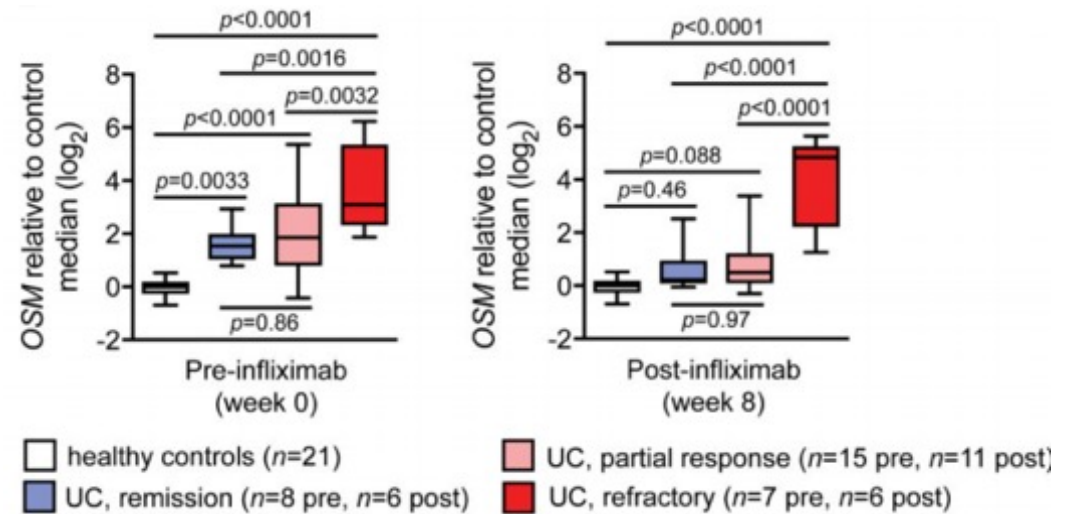 p<0.0001
p=0.0016
p=0.0032
p<0.0001
p=0.0033
p=0.86
8
6
4
2
0
-2
OSM relative to control
median (log2)
Pre-infliximab
(week 0)
p<0.0001
p<0.0001
p<0.0001
p=0.088
p=0.46
p=0.97
8
6
4
2
0
-2
OSM relative to control
median (log2)
Post-infliximab
(week 8)
healthy controls (n=21)
UC, partial response (n=15 pre, n=11 post)
UC, remission (n=8 pre, n=6 post)
UC, refractory (n=7 pre, n=6 post)